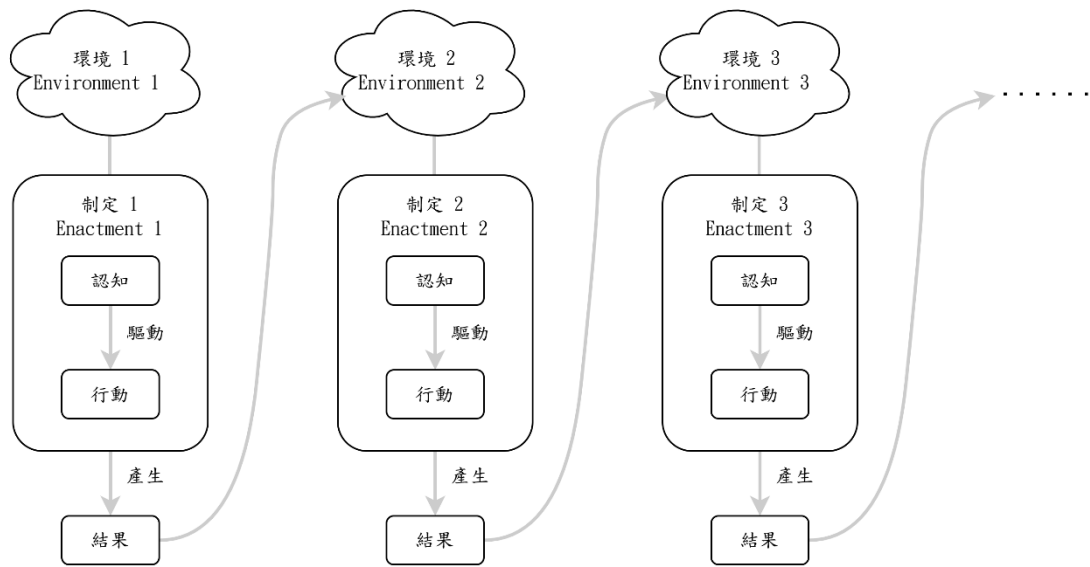 環境 1
Environment 1
制定 1
Enactment 1
認知
驅動
行動
產生
結果
環境 2
Environment 2
制定 2
Enactment 2
認知
驅動
行動
產生
結果
環境 3
Environment 3
制定 3
Enactment 3
認知
驅動
行動
產生
結果
......